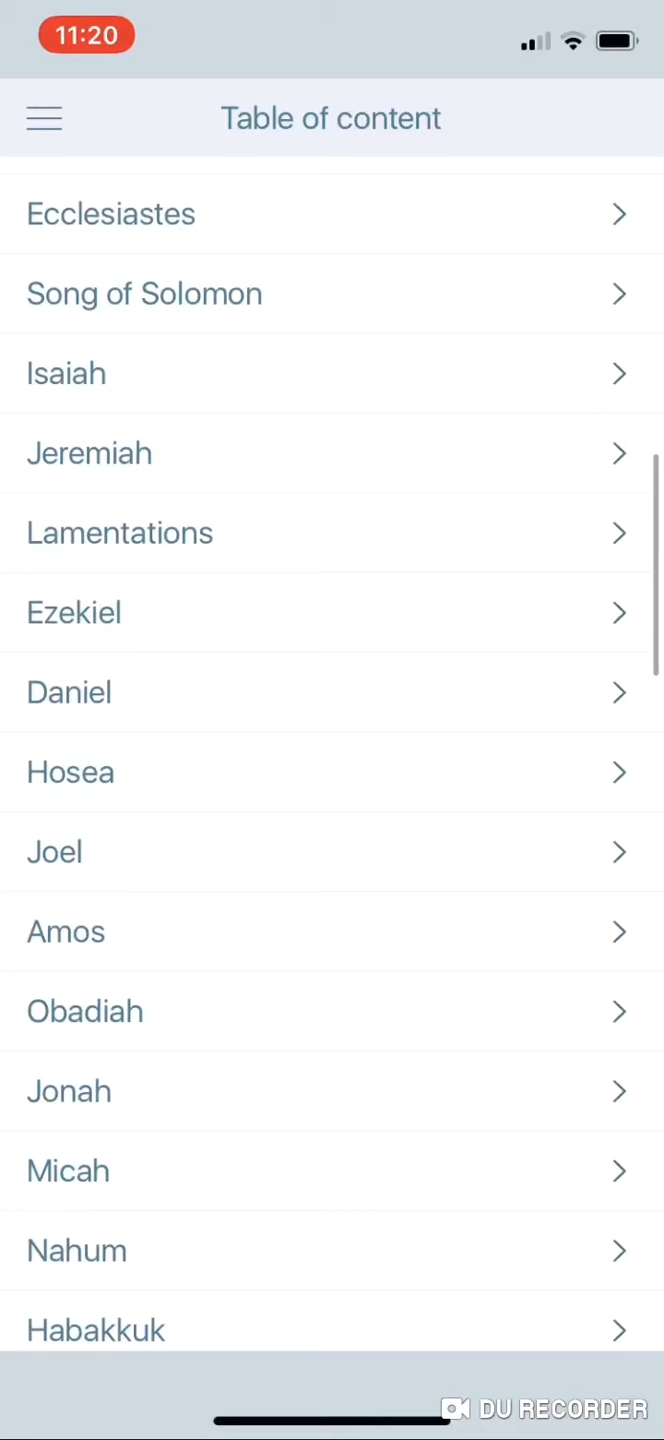 11:20
Table of content
Ecclesiastes
Song of Solomon
Isaiah
Jeremiah
Lamentations
Ezekiel
Daniel
Hosea
Joel
Amos
Obadiah
Jonah
Micah
Nahum
Habakkuk
DU RECORDER